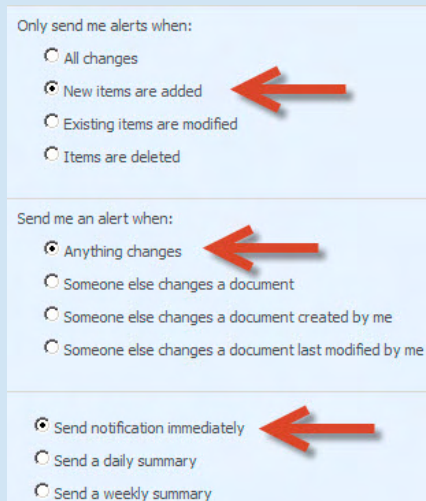 Only send me alerts when:
All changes
New items are added
Existing items are modified
Items are deleted
Send me an alert when:
Anything changes
Someone else changes a document
Someone else changes a document created by me
Someone else changes a document last modified by me
Send notification immediately
Send a daily summary
Send a weekly summary